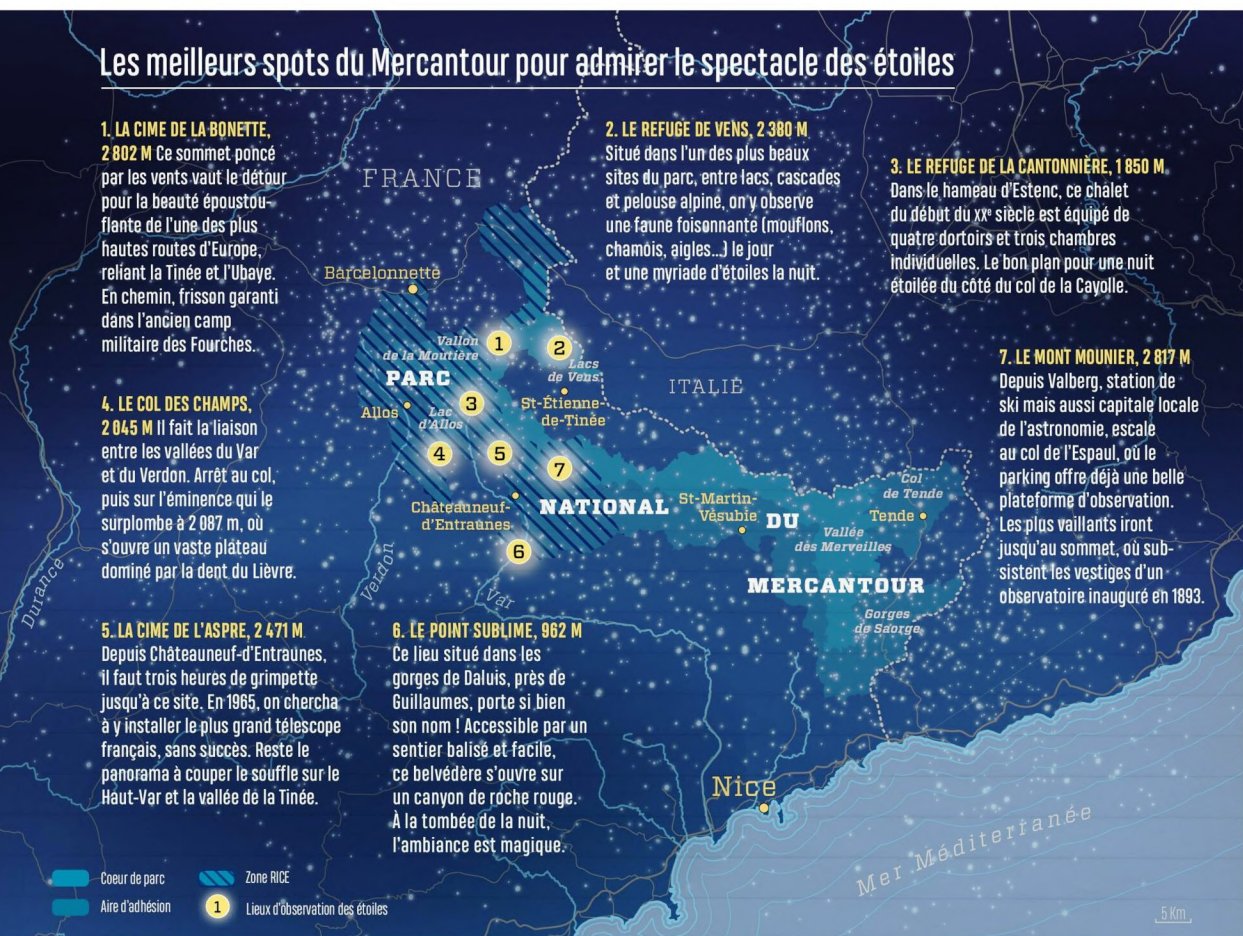 Les meilleurs spots du Mercantour pour admirer le spectacle des étoiles
1. LA CIME DE LA BONETTE,
2 802 M Ce sommet poncé
par les vents vaut le détour
pour la beauté époustou-
flante de l'une des plus
hautes routes d'Europe,
reliant la Tinée et l'Ubaye.
En chemin, frisson garanti
dans l'ancien camp
militaire des Fourches.
2. LE REFUGE DE VENS, 2 380 M
Situé dans l'un des plus beaux
sites du parc, entre lacs, cascades
et pelouse alpine, on y observe
une faune foisonnante (mouflons,
chamois, aigles...) le jour
et une myriade d'étoiles la nuit.
3. LE REFUGE DE LA CANTONNIÈRE, 1 850 M
Dans le hameau d'Estenc, ce chalet
du début du XXe siècle est équipé de
quatre dortoirs et trois chambres
individuelles. Le bon plan pour une nuit
étoilée du côté du col de la Cayolle.
4. LE COL DES CHAMPS,
2 045 M Il fait la liaison
entre les vallées du Var
et du Verdon. Arrêt au col,
puis sur l'éminence qui le
surplombe à 2 087 m, où
s'ouvre un vaste plateau
dominé par la dent du Lièvre.
5. LA CIME DE L'ASPRE, 2 471 M
Depuis Châteauneuf-d'Entraunes,
il faut trois heures de grimpette
jusqu'à ce site. En 1965, on chercha
à y installer le plus grand télescope
français, sans succès. Reste le
panorama à couper le souffle sur le
Haut-Var et la vallée de la Tinée.
6. LE POINT SUBLIME, 962 M
Ce lieu situé dans les
gorges de Daluis, près de
Guillaumes, porte si bien
son nom ! Accessible par un
sentier balisé et facile,
ce belvédère s'ouvre sur
un canyon de roche rouge.
À la tombée de la nuit,
l'ambiance est magique.
7. LE MONT MOUNIER, 2 817 M
Depuis Valberg, station de
ski mais aussi capitale locale
de l'astronomie, escale
au col de l'Espaul, où le
parking offre déjà une belle
plateforme d'observation.
Les plus vaillants iront
jusqu'au sommet, où sub-
sistent les vestiges d'un
observatoire inauguré en 1893.
FRANCE
Barcelonnette
Vallon
de la Moutière
1
2
Lacs
de Vens
PARC
ITALIE
3
St-Étienne-
de-Tinée
Allos
Lac
d'Allos
4
5
7
Châteauneuf-
d'Entraunes
NATIONAL
St-Martin-
Vésubie
DU
Col
de Tende
Tende
Vallée
des Merveilles
6
MERCANTOUR
Gorges
de Saorge
Durance
Verdon
Var
Nice
Mer Méditerranée
Coeur de parc
Aire d'adhésion
Zone RICE
1
Lieux d'observation des étoiles
5 Km